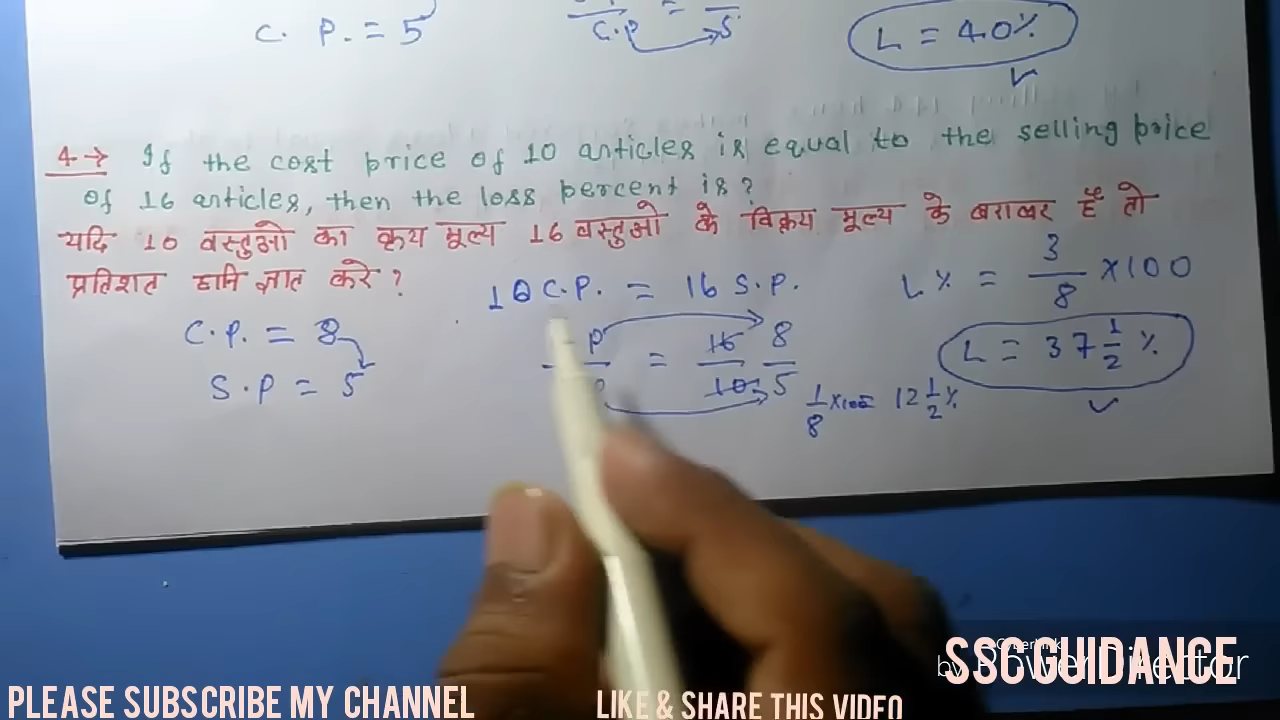 C. P. = 5
C.P = 5
L = 40%
4→ If the cost price of 10 articles is equal to the selling price
of 16 articles, then the loss percent is?
यदि 10 वस्तुओ का क्रय मूल्य 16 वस्तुओ के विक्रय मूल्य के बराबर हैं तो
प्रतिशत हानि ज्ञात करे ?
10 C.P. = 16 S.P.
L % = 3/8 × 100
C.P. = 8
P = 16/10 8/5
S.P = 5
L = 37 1/2 %
1/8 ×100= 12 1/2 %
SSC GUIDANCE
PLEASE SUBSCRIBE MY CHANNEL
LIKE & SHARE THIS VIDEO